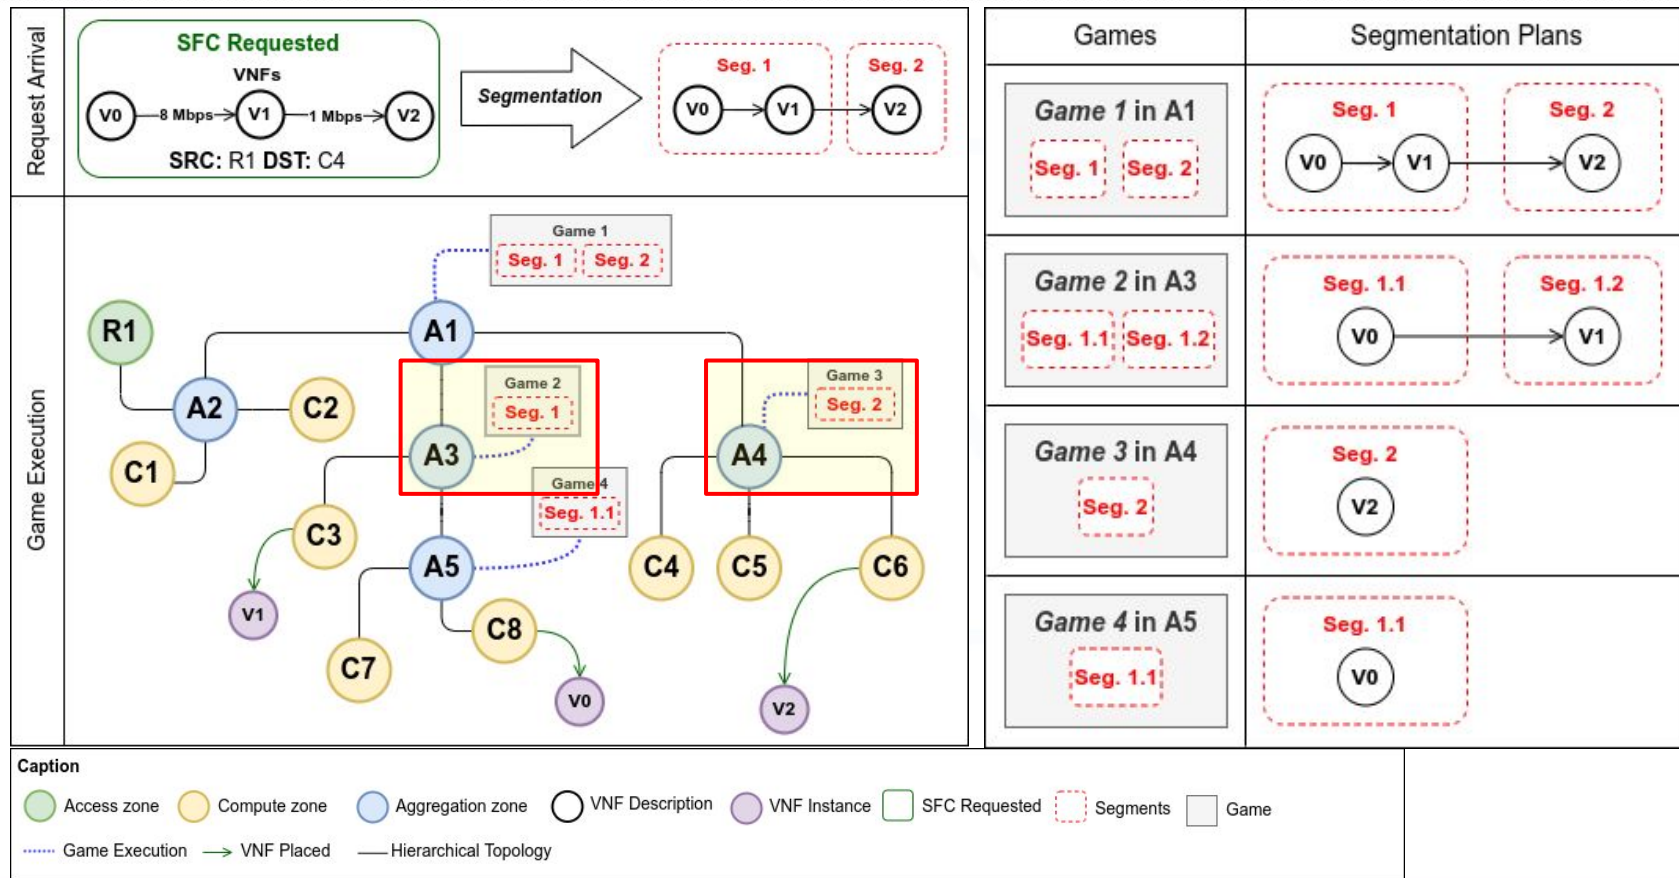 Request Arrival
SFC Requested
VNFs
V0 8 Mbps V1 1 Mbps V2
SRC: R1 DST: C4
Segmentation
Seg. 1 Seg. 2
V0 V1 V2
Game Execution
Game 1
Seg. 1 Seg. 2
R1 A1
Game 2 Game 3
Seg. 1 Seg. 2
A2 C2
A3 A4
C1
Game 4
Seg. 1.1
C3
A5 C4 C5 C6
V1 C8
C7
V0 V2
Games Segmentation Plans
Game 1 in A1
Seg. 1 Seg. 2
Seg. 1 Seg. 2
V0 V1 V2
Game 2 in A3
Seg. 1.1 Seg. 1.2
Seg. 1.1 Seg. 1.2
V0 V1
Game 3 in A4
Seg. 2
Seg. 2
V2
Game 4 in A5
Seg. 1.1
Seg. 1.1
V0
Caption
Access zone Compute zone Aggregation zone VNF Description VNF Instance SFC Requested Segments Game
Game Execution VNF Placed Hierarchical Topology